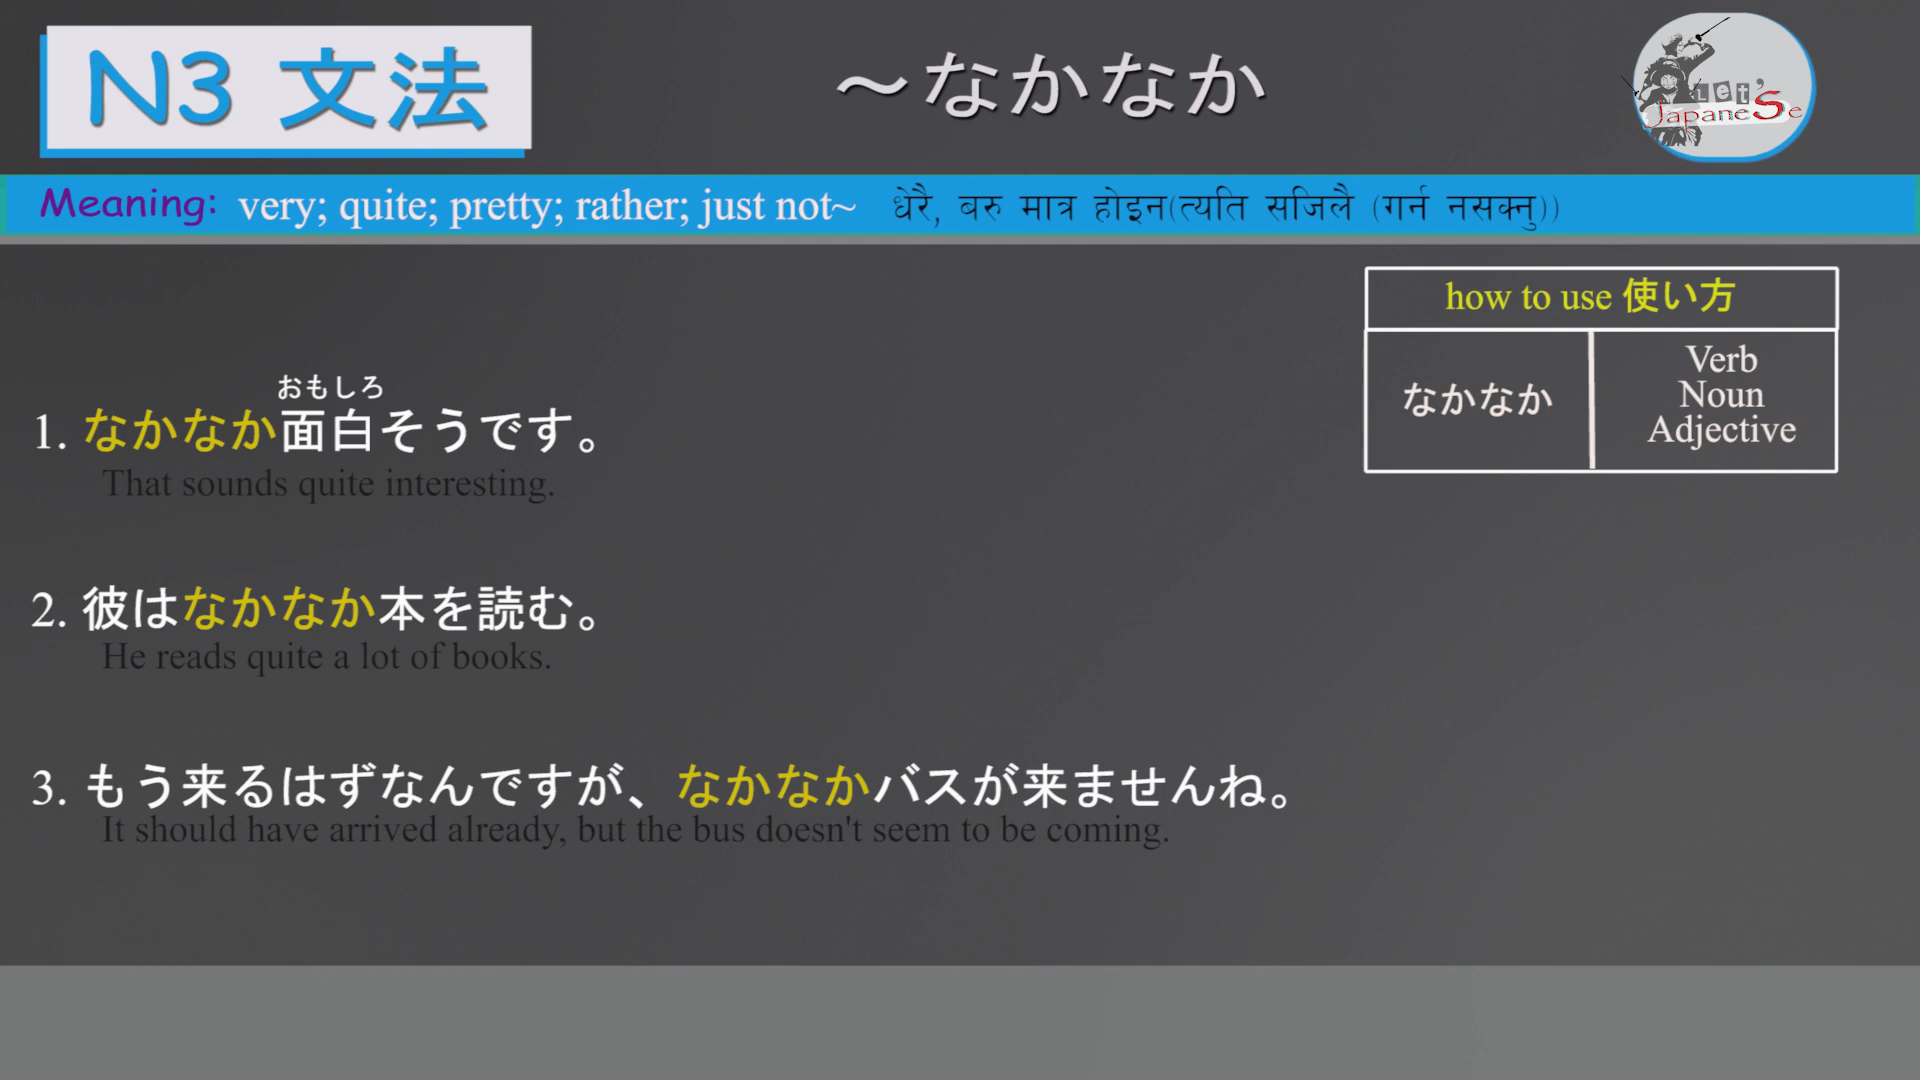 N3 文法
～なかなか
Let's
JapaneSe
Meaning: very; quite; pretty; rather; just not~ धेरै, बरु मात्र होइन(त्यति सजिलै (गर्न नसक्नु))
how to use 使い方
なかなか
Verb
Noun
Adjective
おもしろ
1. なかなか面白そうです。
That sounds quite interesting.
2. 彼はなかなか本を読む。
He reads quite a lot of books.
3. もう来るはずなんですが、なかなかバスが来ませんね。
It should have arrived already, but the bus doesn't seem to be coming.